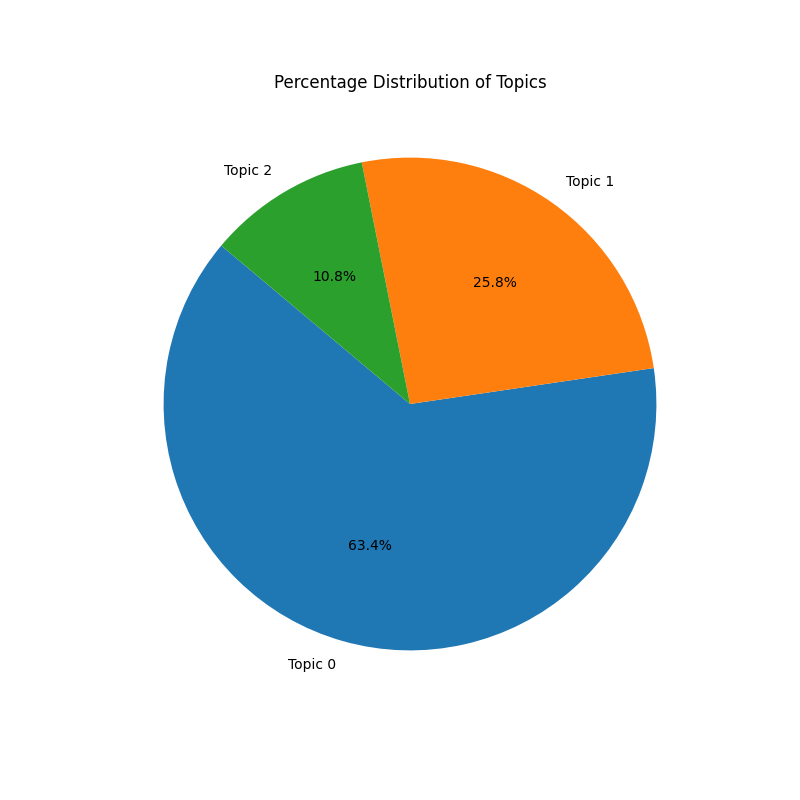 Percentage Distribution of Topics
Topic 2
Topic 1
10.8%
25.8%
63.4%
Topic 0